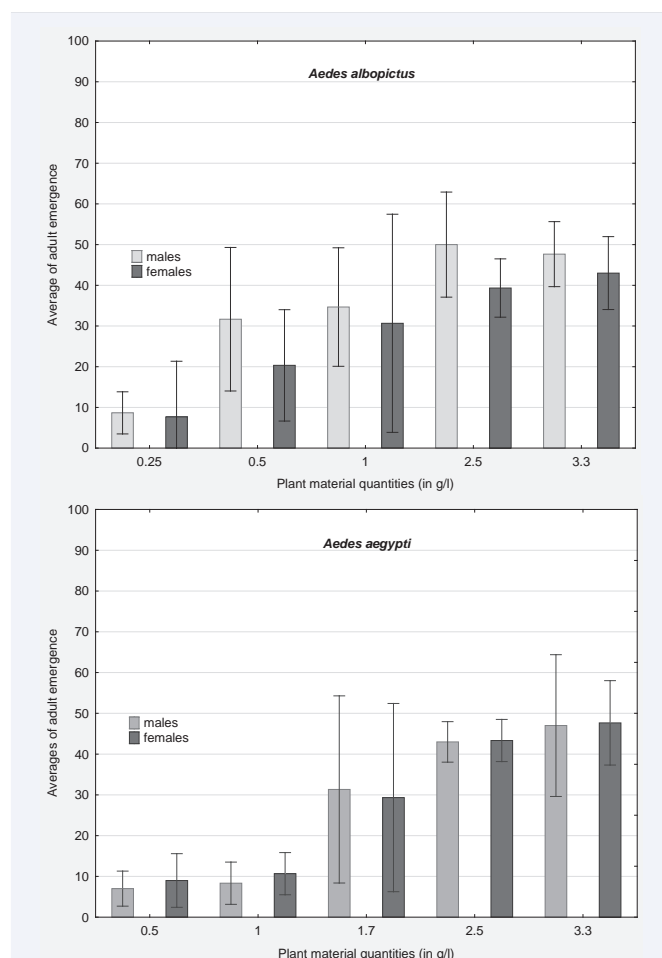 Aedes albopictus
Average of adult emergence
100
90
80
70
60
50
40
30
20
10
0
males
females
0.25 0.5 1 2.5 3.3
Plant material quantities (in g/l)
Aedes aegypti
Averages of adult emergence
100
90
80
70
60
50
40
30
20
10
0
males
females
0.5 1 1.7 2.5 3.3
Plant material quantities (in g/l)